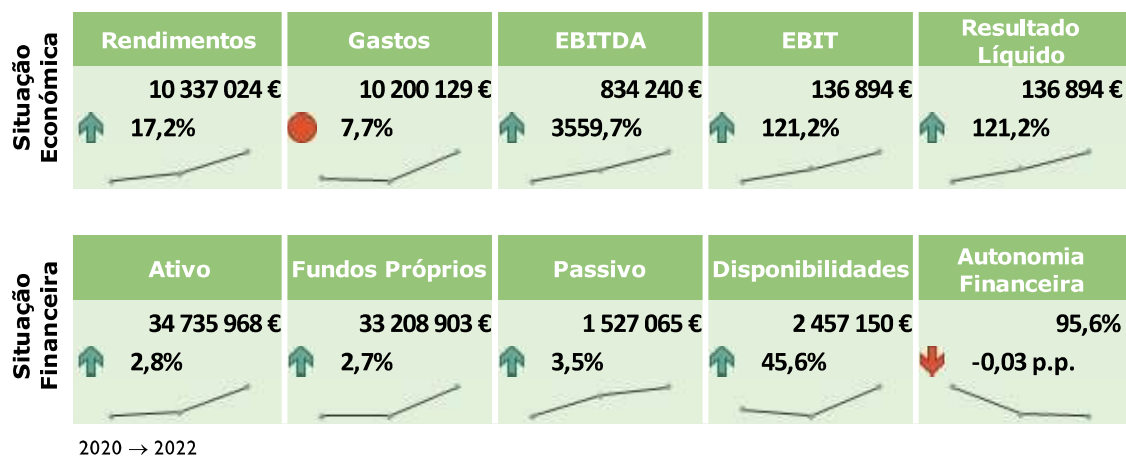 Situação
Económica
Rendimentos
10 337 024 €
17,2%
Gastos
10 200 129 €
7,7%
EBITDA
834 240 €
3559,7%
EBIT
136 894 €
121,2%
Resultado
Líquido
136 894 €
121,2%
Situação
Financeira
Ativo
34 735 968 €
2,8%
Fundos Próprios
33 208 903 €
2,7%
Passivo
1 527 065 €
3,5%
Disponibilidades
2 457 150 €
45,6%
Autonomia
Financeira
95,6%
-0,03 p.p.
2020 → 2022